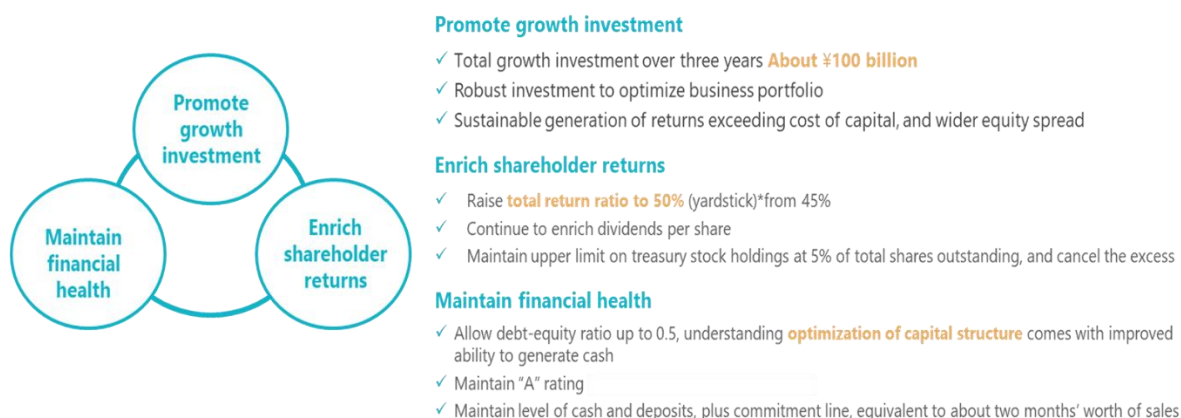 Promote
growth
investment
Maintain
financial
health
Enrich
shareholder
returns
Promote growth investment
✓ Total growth investment over three years About ¥100 billion
✓ Robust investment to optimize business portfolio
✓ Sustainable generation of returns exceeding cost of capital, and wider equity spread
Enrich shareholder returns
✓ Raise total return ratio to 50% (yardstick)*from 45%
✓ Continue to enrich dividends per share
✓ Maintain upper limit on treasury stock holdings at 5% of total shares outstanding, and cancel the excess
Maintain financial health
✓ Allow debt-equity ratio up to 0.5, understanding optimization of capital structure comes with improved
ability to generate cash
✓ Maintain "A" rating
✓ Maintain level of cash and deposits, plus commitment line, equivalent to about two months' worth of sales